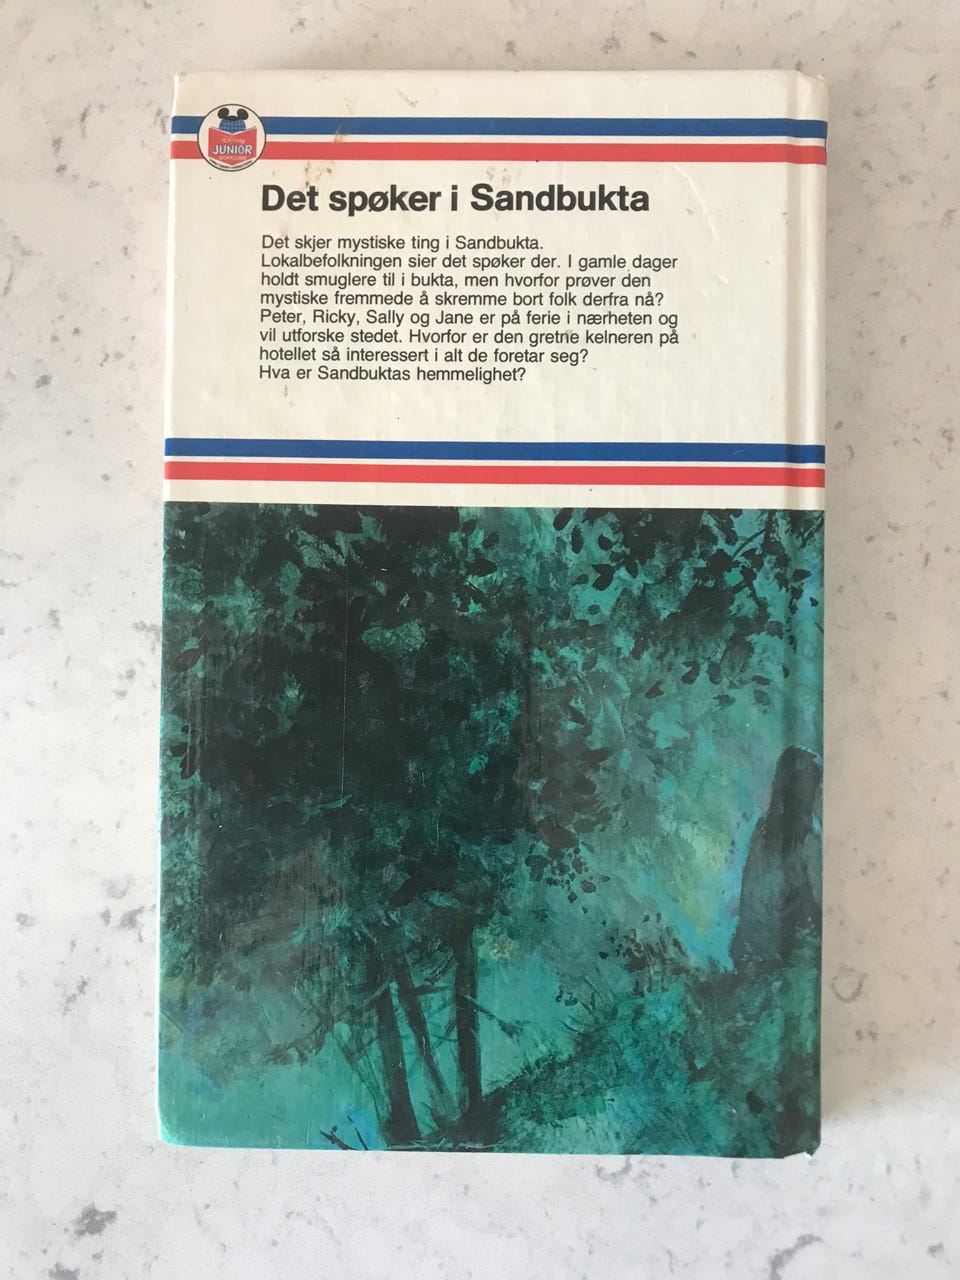 Disney
JUNIOR
BOKKLUBB
Det spøker i Sandbukta
Det skjer mystiske ting i Sandbukta.
Lokalbefolkningen sier det spøker der. I gamle dager
holdt smuglere til i bukta, men hvorfor prøver den
mystiske fremmede å skremme bort folk derfra nå?
Peter, Ricky, Sally og Jane er på ferie i nærheten og
vil utforske stedet. Hvorfor er den gretne kelneren på
hotellet så interessert i alt de foretar seg?
Hva er Sandbuktas hemmelighet?